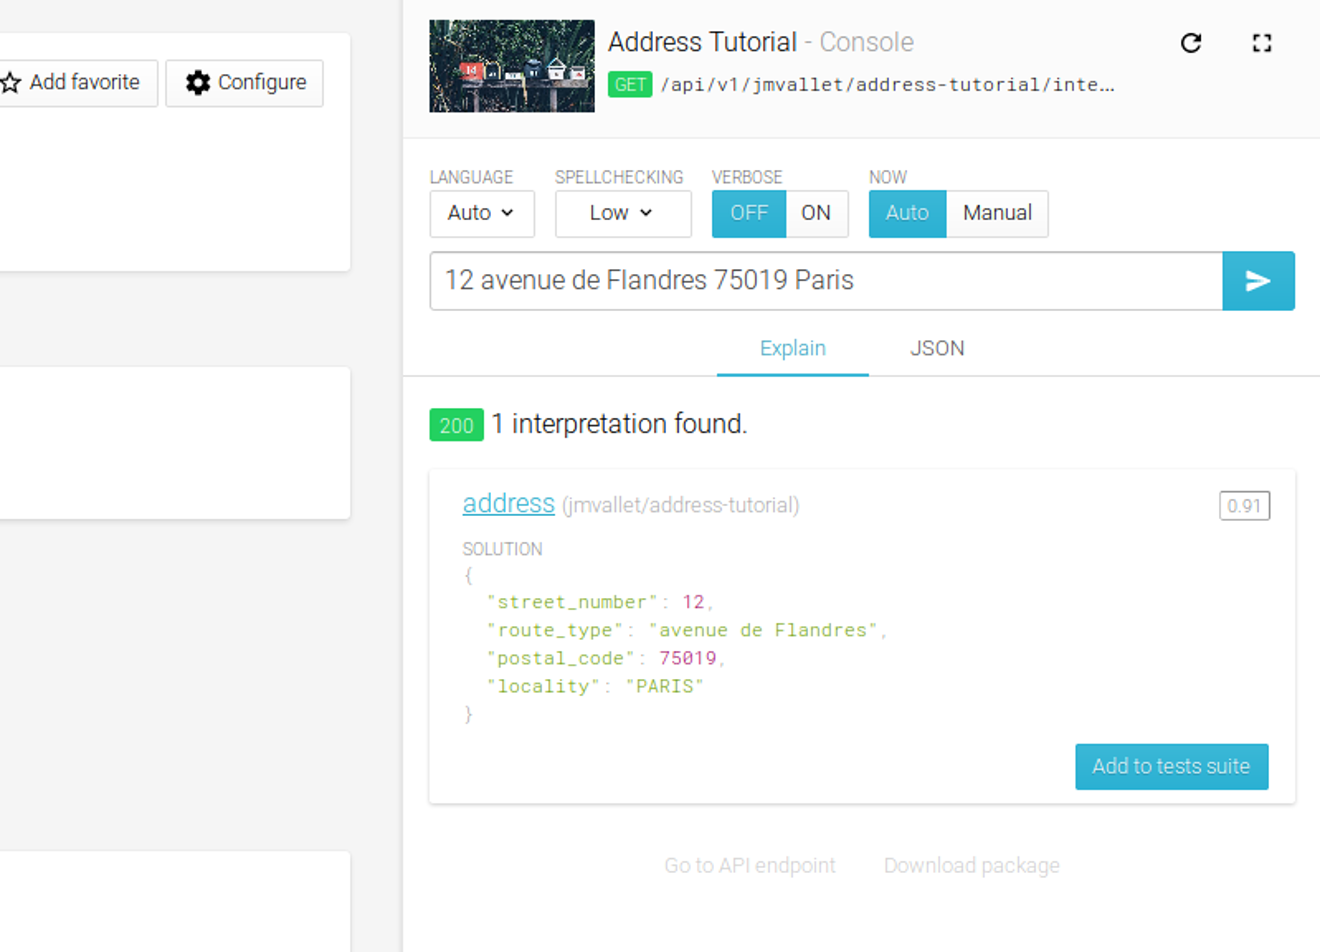 Add favorite
Configure
Address Tutorial - Console
GET /api/v1/jmvallet/address-tutorial/inte...
LANGUAGE SPELLCHECKING VERBOSE NOW
Auto Low OFF ON Auto Manual
12 avenue de Flandres 75019 Paris
Explain JSON
200 1 interpretation found.
address (jmvallet/address-tutorial) 0.91
SOLUTION
{
"street_number": 12,
"route_type": "avenue de Flandres",
"postal_code": 75019,
"locality": "PARIS"
}
Add to tests suite
Go to API endpoint Download package